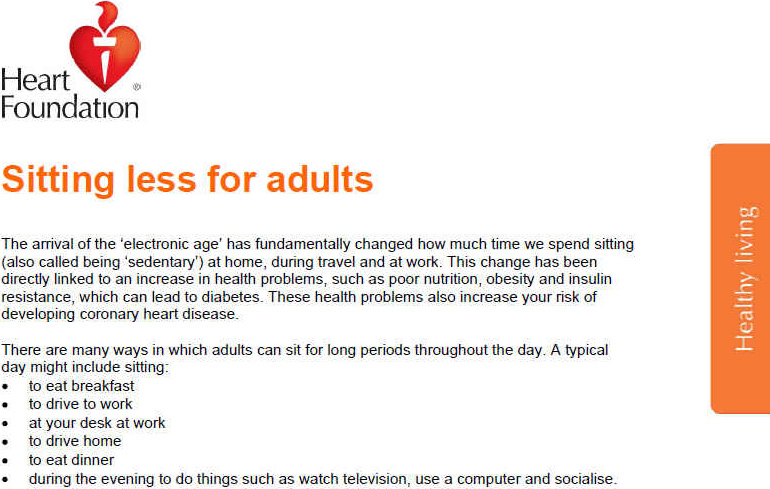 Heart
Foundation
®
Sitting less for adults
The arrival of the ‘electronic age’ has fundamentally changed how much time we spend sitting
(also called being ‘sedentary’) at home, during travel and at work. This change has been
directly linked to an increase in health problems, such as poor nutrition, obesity and insulin
resistance, which can lead to diabetes. These health problems also increase your risk of
developing coronary heart disease.
There are many ways in which adults can sit for long periods throughout the day. A typical
day might include sitting:
• to eat breakfast
• to drive to work
• at your desk at work
• to drive home
• to eat dinner
• during the evening to do things such as watch television, use a computer and socialise.
Healthy living